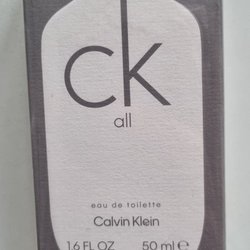 ck
all
eau de toilette
Calvin Klein
1.6 FL OZ 50 ml ℮